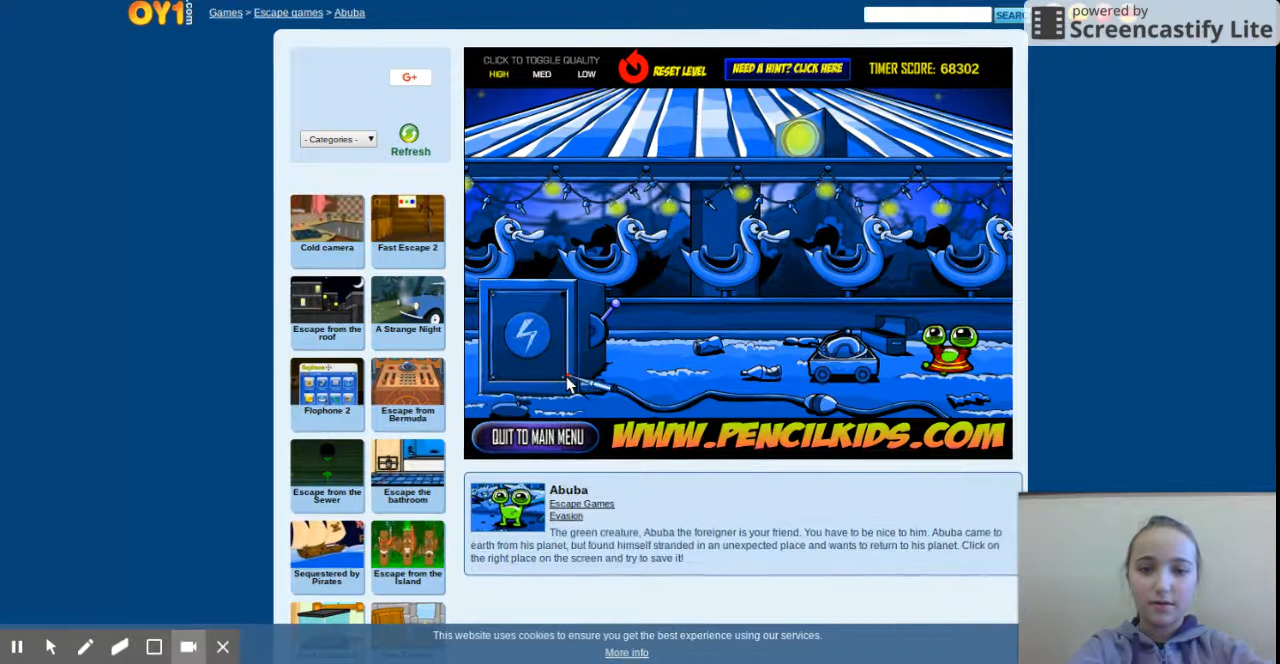 OY1.com
Games > Escape games > Abuba
SEARC
powered by
Screencastify Lite
G+
- Categories -
Refresh
CLICK TO TOGGLE QUALITY
HIGH MED LOW
RESET LEVEL
NEED A HINT? CLICK HERE
TIMER SCORE: 68302
Cold camera
Fast Escape 2
Escape from the roof
A Strange Night
Flophone 2
Escape from Bermuda
Escape from the Sewer
Escape the bathroom
Sequestered by Pirates
Escape from the Island
QUIT TO MAIN MENU
WWW.PENCILKIDS.COM
Abuba
Escape Games
Evasion
The green creature, Abuba the foreigner is your friend. You have to be nice to him. Abuba came to
earth from his planet, but found himself stranded in an unexpected place and wants to return to his planet. Click on
the right place on the screen and try to save it!
This website uses cookies to ensure you get the best experience using our services.
More info